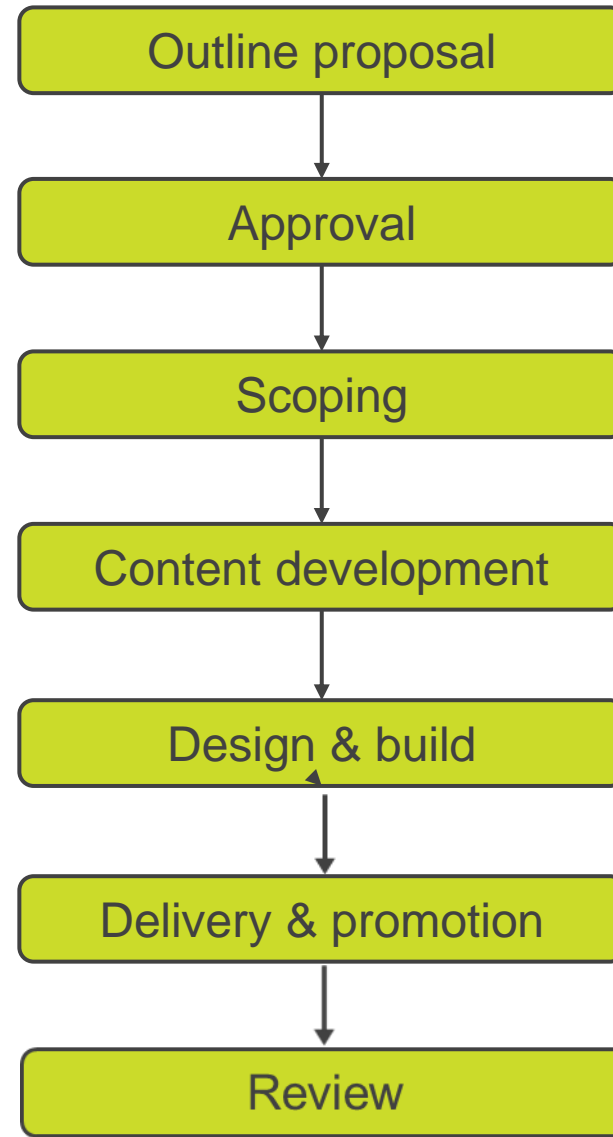 Outline proposal
Approval
Scoping
Content development
Design & build
Delivery & promotion
Review